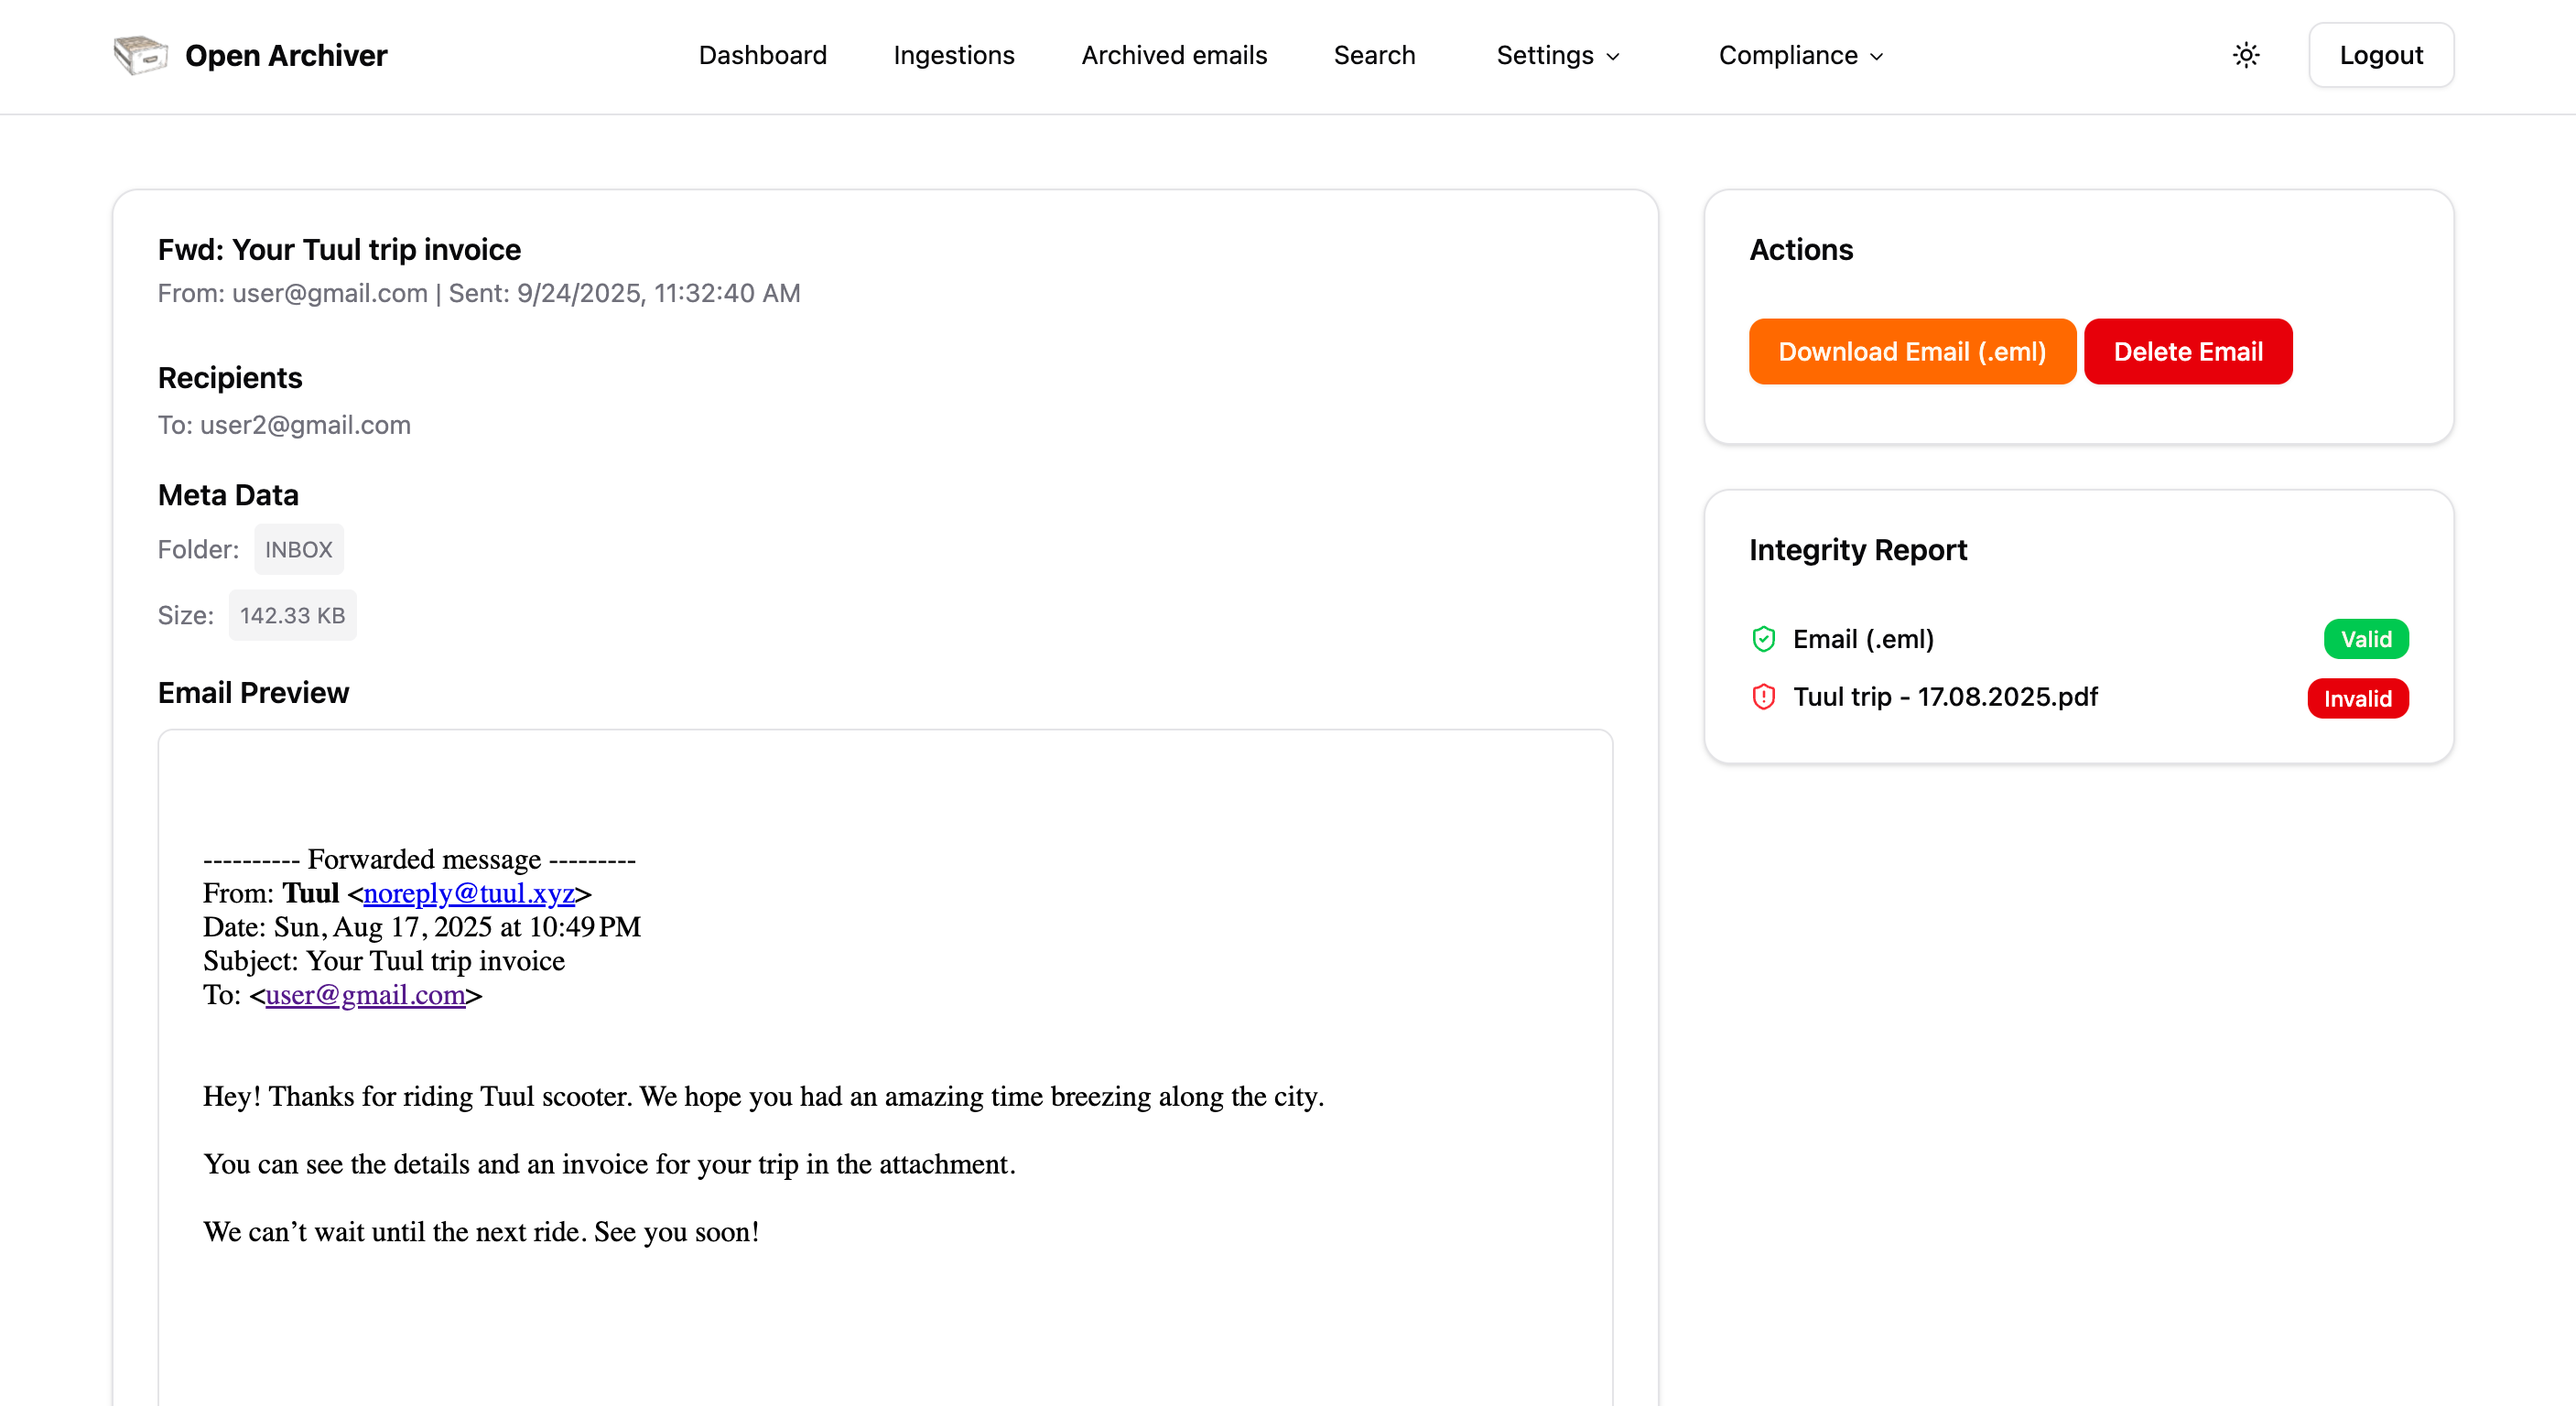 Open Archiver
Dashboard
Ingestions
Archived emails
Search
Settings
Compliance
Logout
Fwd: Your Tuul trip invoice
From: user@gmail.com | Sent: 9/24/2025, 11:32:40 AM
Recipients
To: user2@gmail.com
Meta Data
Folder: INBOX
Size: 142.33 KB
Email Preview
---------- Forwarded message ---------
From: Tuul <noreply@tuul.xyz>
Date: Sun, Aug 17, 2025 at 10:49 PM
Subject: Your Tuul trip invoice
To: <user@gmail.com>
Hey! Thanks for riding Tuul scooter. We hope you had an amazing time breezing along the city.
You can see the details and an invoice for your trip in the attachment.
We can’t wait until the next ride. See you soon!
Actions
Download Email (.eml)
Delete Email
Integrity Report
Email (.eml)
Valid
Tuul trip - 17.08.2025.pdf
Invalid